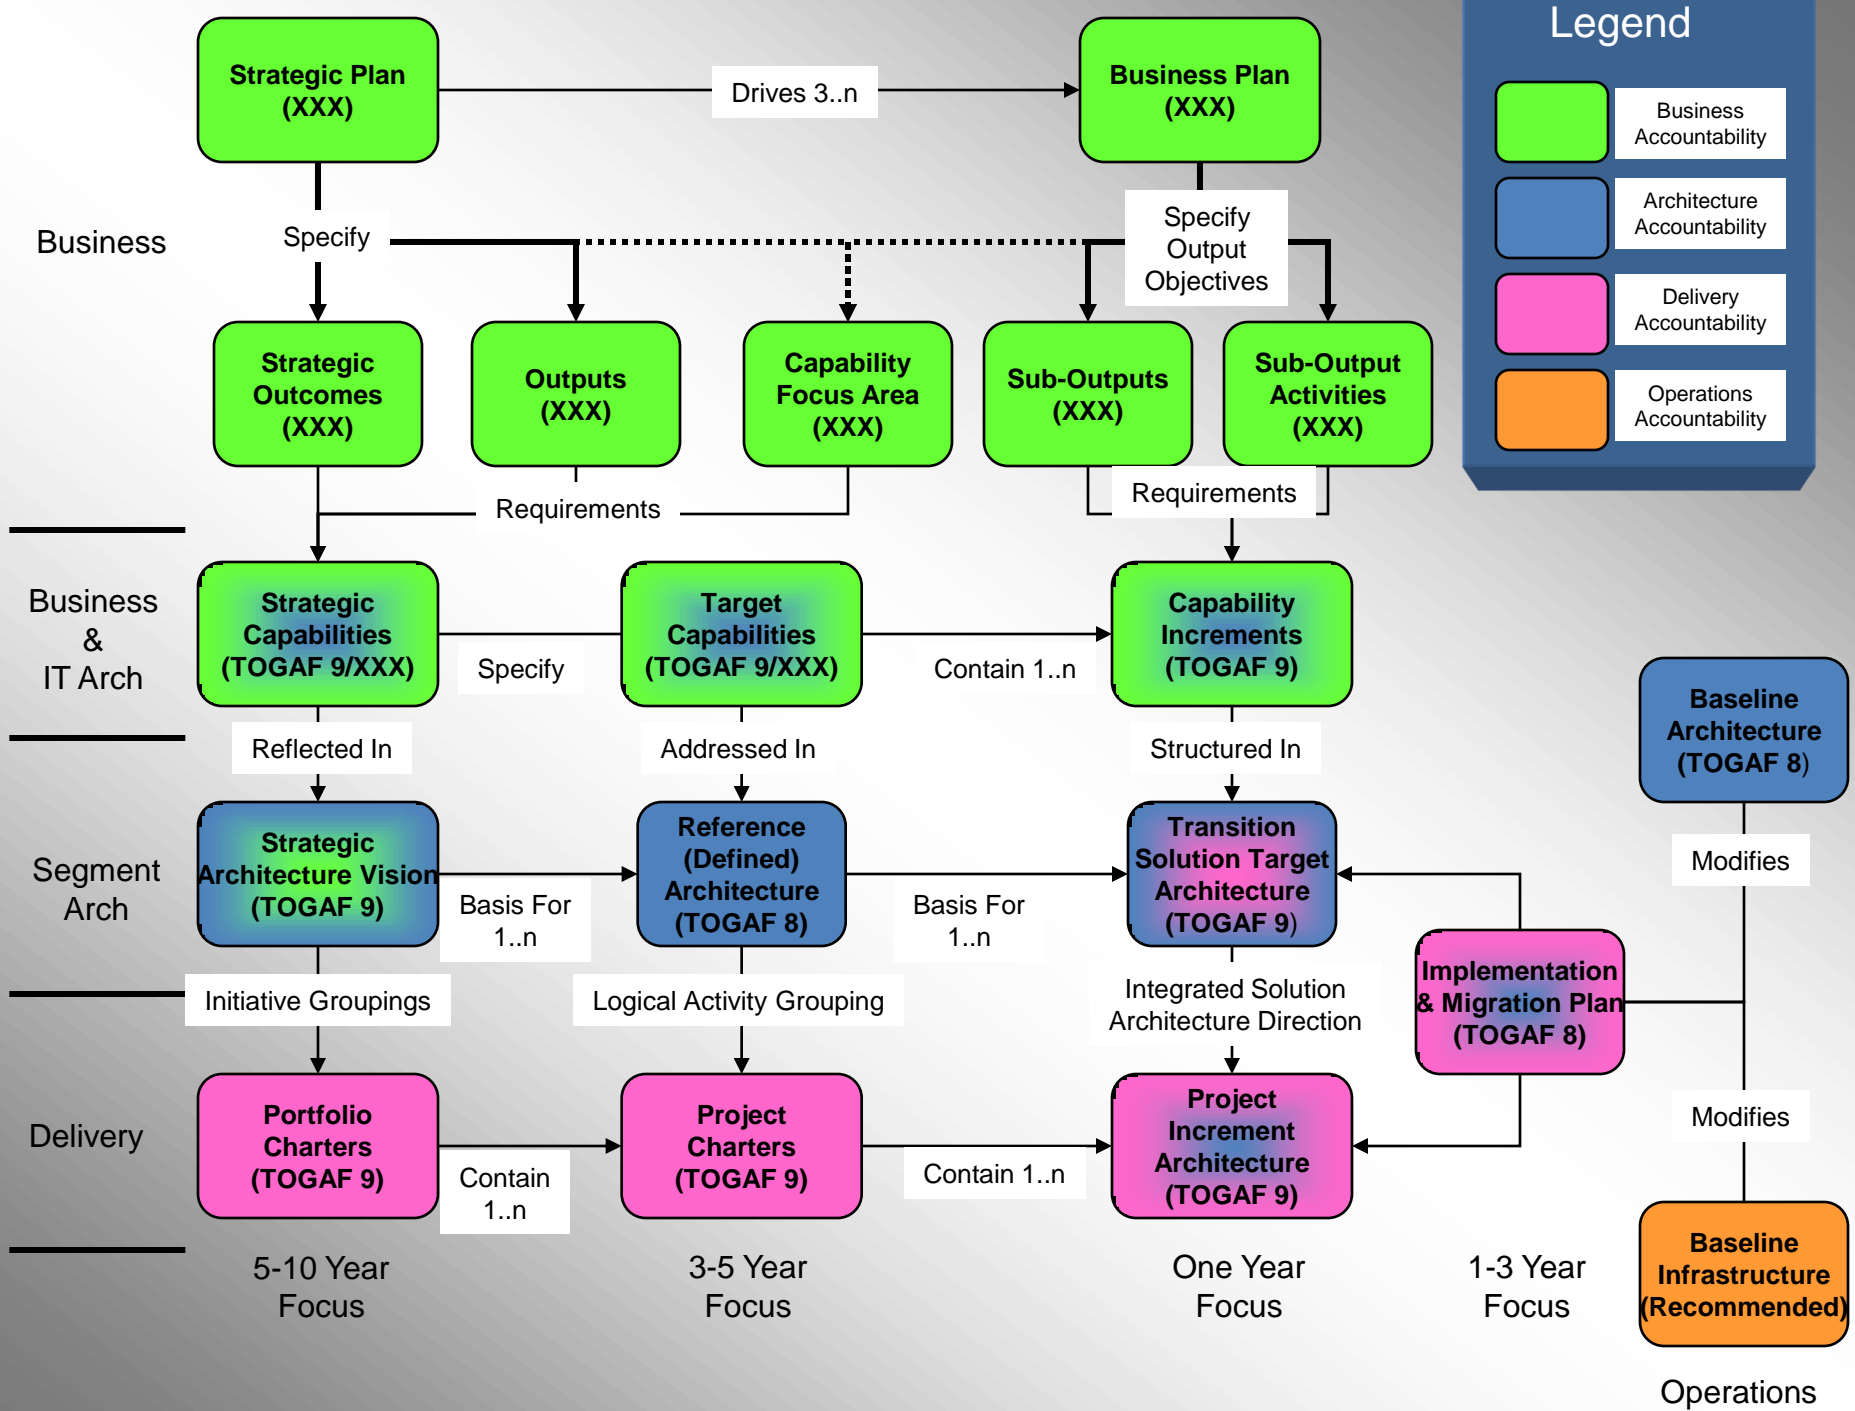 Legend
Strategic Plan
(XXX)
Drives 3..n
Business Plan
(XXX)
Business
Accountability
Architecture
Accountability
Delivery
Accountability
Operations
Accountability
Business
Specify
Specify
Output
Objectives
Strategic
Outcomes
(XXX)
Outputs
(XXX)
Capability
Focus Area
(XXX)
Sub-Outputs
(XXX)
Sub-Output
Activities
(XXX)
Requirements
Requirements
Business
&
IT Arch
Strategic
Capabilities
(TOGAF 9/XXX)
Specify
Target
Capabilities
(TOGAF 9/XXX)
Contain 1..n
Capability
Increments
(TOGAF 9)
Baseline
Architecture
(TOGAF 8)
Reflected In
Addressed In
Structured In
Segment
Arch
Strategic
Architecture Vision
(TOGAF 9)
Basis For
1..n
Reference
(Defined)
Architecture
(TOGAF 8)
Basis For
1..n
Transition
Solution Target
Architecture
(TOGAF 9)
Modifies
Implementation
& Migration Plan
(TOGAF 8)
Initiative Groupings
Logical Activity Grouping
Integrated Solution
Architecture Direction
Delivery
Portfolio
Charters
(TOGAF 9)
Contain
1..n
Project
Charters
(TOGAF 9)
Contain 1..n
Project
Increment
Architecture
(TOGAF 9)
Modifies
Baseline
Infrastructure
(Recommended)
5-10 Year
Focus
3-5 Year
Focus
One Year
Focus
1-3 Year
Focus
Operations